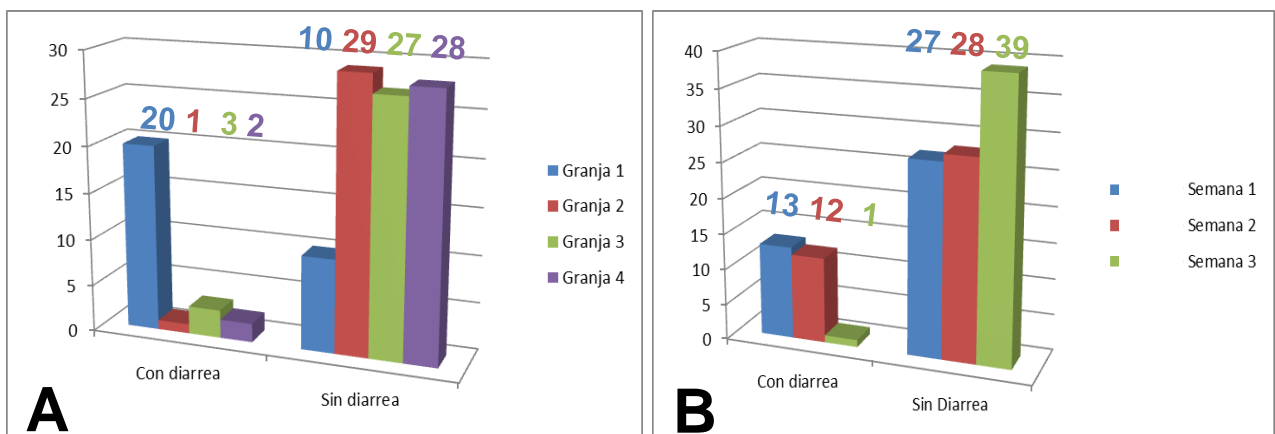 10 29 27 28
30
25
20 1 3 2
20
15
10
5
0
Granja 1
Granja 2
Granja 3
Granja 4
Con diarrea
Sin diarrea
A
27 28 39
40
35
30
25
20
13 12 1
15
10
5
0
Semana 1
Semana 2
Semana 3
Con diarrea
Sin Diarrea
B